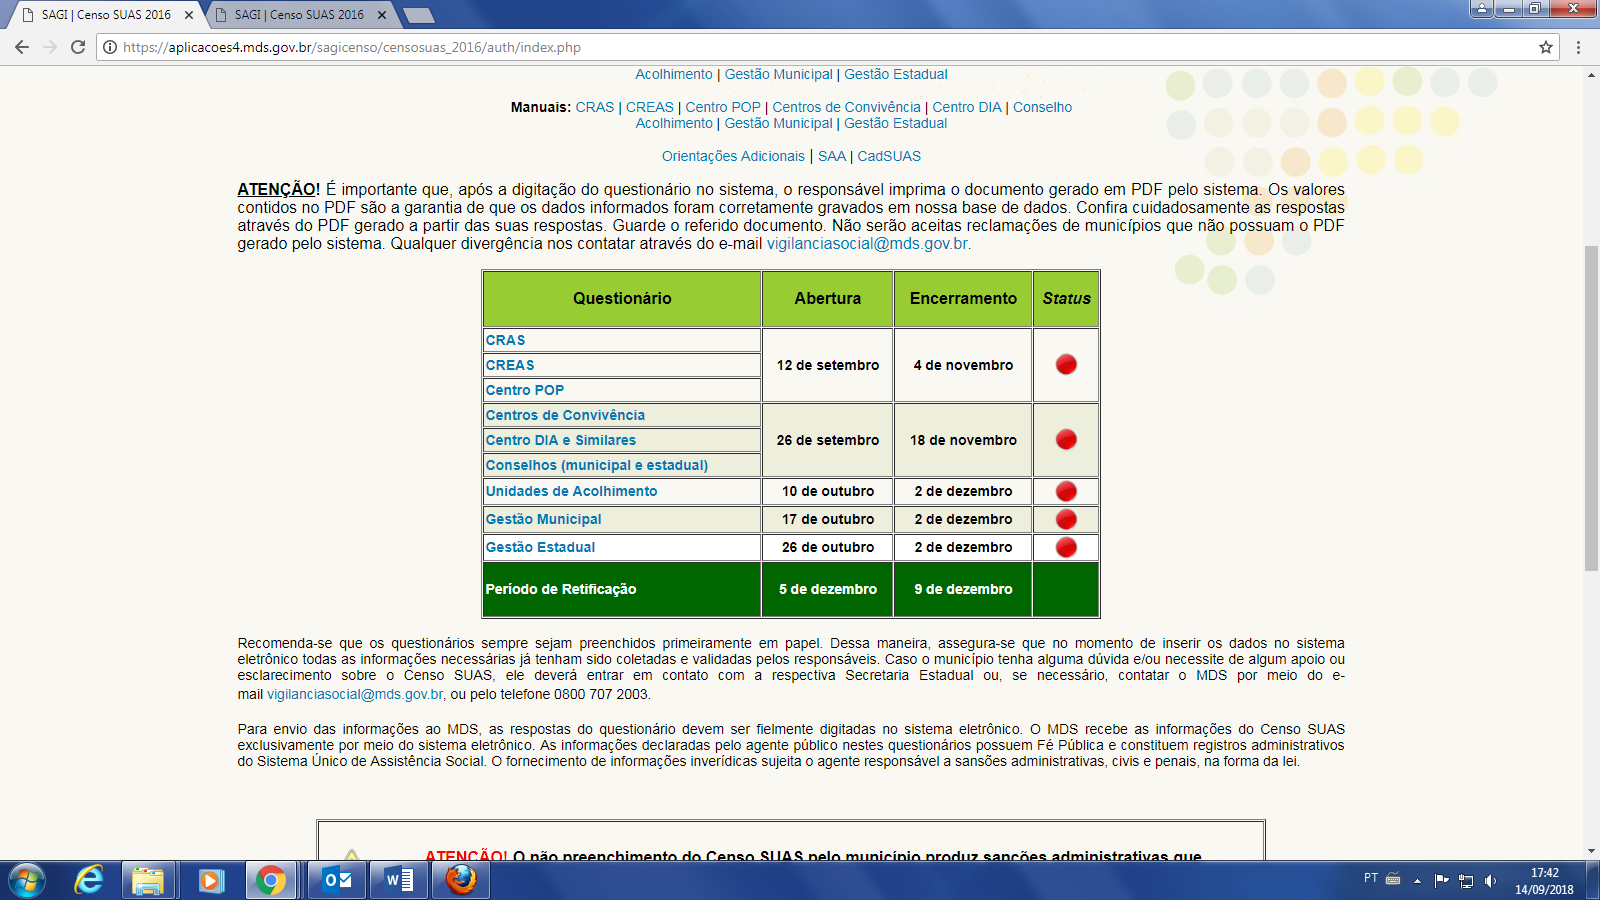 SAGI | Censo SUAS 2016
SAGI | Censo SUAS 2016
https://aplicacoes4.mds.gov.br/sagicenso/censosuas_2016/auth/index.php
Acolhimento | Gestão Municipal | Gestão Estadual
Manuais: CRAS | CREAS | Centro POP | Centros de Convivência | Centro DIA | Conselho
Acolhimento | Gestão Municipal | Gestão Estadual
Orientações Adicionais | SAA | CadSUAS
ATENÇÃO! É importante que, após a digitação do questionário no sistema, o responsável imprima o documento gerado em PDF pelo sistema. Os valores
contidos no PDF são a garantia de que os dados informados foram corretamente gravados em nossa base de dados. Confira cuidadosamente as respostas
através do PDF gerado a partir das suas respostas. Guarde o referido documento. Não serão aceitas reclamações de municípios que não possuam o PDF
gerado pelo sistema. Qualquer divergência nos contatar através do e-mail vigilanciasocial@mds.gov.br.
Questionário Abertura Encerramento Status
CRAS
CREAS 12 de setembro 4 de novembro
Centro POP
Centros de Convivência
Centro DIA e Similares 26 de setembro 18 de novembro
Conselhos (municipal e estadual)
Unidades de Acolhimento 10 de outubro 2 de dezembro
Gestão Municipal 17 de outubro 2 de dezembro
Gestão Estadual 26 de outubro 2 de dezembro
Período de Retificação 5 de dezembro 9 de dezembro
Recomenda-se que os questionários sempre sejam preenchidos primeiramente em papel. Dessa maneira, assegura-se que no momento de inserir os dados no sistema
eletrônico todas as informações necessárias já tenham sido coletadas e validadas pelos responsáveis. Caso o município tenha alguma dúvida e/ou necessite de algum apoio ou
esclarecimento sobre o Censo SUAS, ele deverá entrar em contato com a respectiva Secretaria Estadual ou, se necessário, contatar o MDS por meio do e-
mail vigilanciasocial@mds.gov.br, ou pelo telefone 0800 707 2003.
Para envio das informações ao MDS, as respostas do questionário devem ser fielmente digitadas no sistema eletrônico. O MDS recebe as informações do Censo SUAS
exclusivamente por meio do sistema eletrônico. As informações declaradas pelo agente público nestes questionários possuem Fé Pública e constituem registros administrativos
do Sistema Único de Assistência Social. O fornecimento de informações inverídicas sujeita o agente responsável a sansões administrativas, civis e penais, na forma da lei.
ATENÇÃO! O não preenchimento do Censo SUAS pelo município produz sanções administrativas que
PT
17:42
14/09/2018